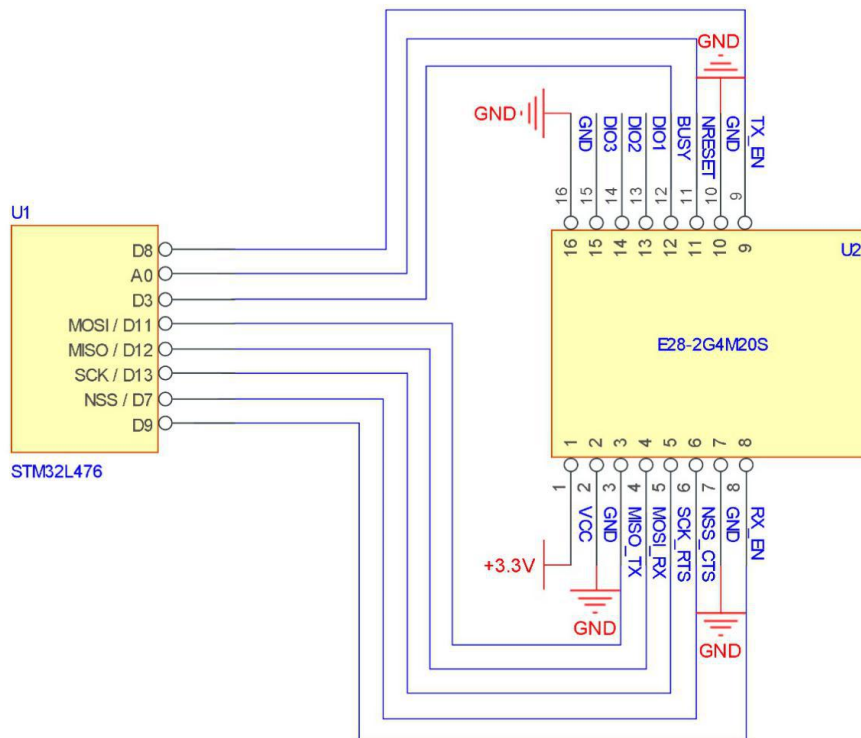 GND
GND
GND
DIO3
DIO2
DIO1
BUSY
NRESET
GND
TX_EN
16
15
14
13
12
11
10
9
16
15
14
13
12
11
10
9
U1
D8
A0
D3
MOSI / D11
MISO / D12
SCK / D13
NSS / D7
D9
STM32L476
U2
E28-2G4M20S
1
2
3
4
5
6
7
8
1
2
3
4
5
6
7
8
VCC
GND
MISO_TX
MOSI_RX
SCK_RTS
NSS_CTS
GND
RX_EN
+3.3V
GND
GND